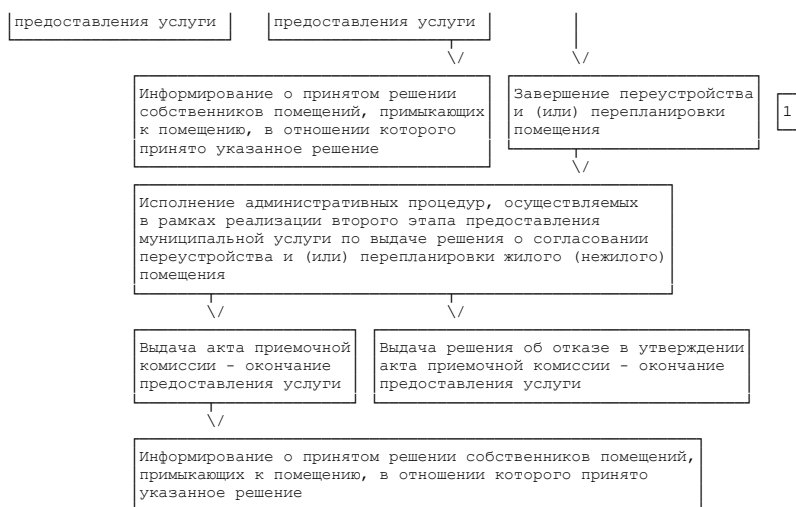 предоставления услуги
предоставления услуги
Информирование о принятом решении
собственников помещений, примыкающих
к помещению, в отношении которого
принято указанное решение
Завершение переустройства
и (или) перепланировки
помещения
1
Исполнение административных процедур, осуществляемых
в рамках реализации второго этапа предоставления
муниципальной услуги по выдаче решения о согласовании
переустройства и (или) перепланировки жилого (нежилого)
помещения
Выдача акта приемочной
комиссии - окончание
предоставления услуги
Выдача решения об отказе в утверждении
акта приемочной комиссии - окончание
предоставления услуги
Информирование о принятом решении собственников помещений,
примыкающих к помещению, в отношении которого принято
указанное решение